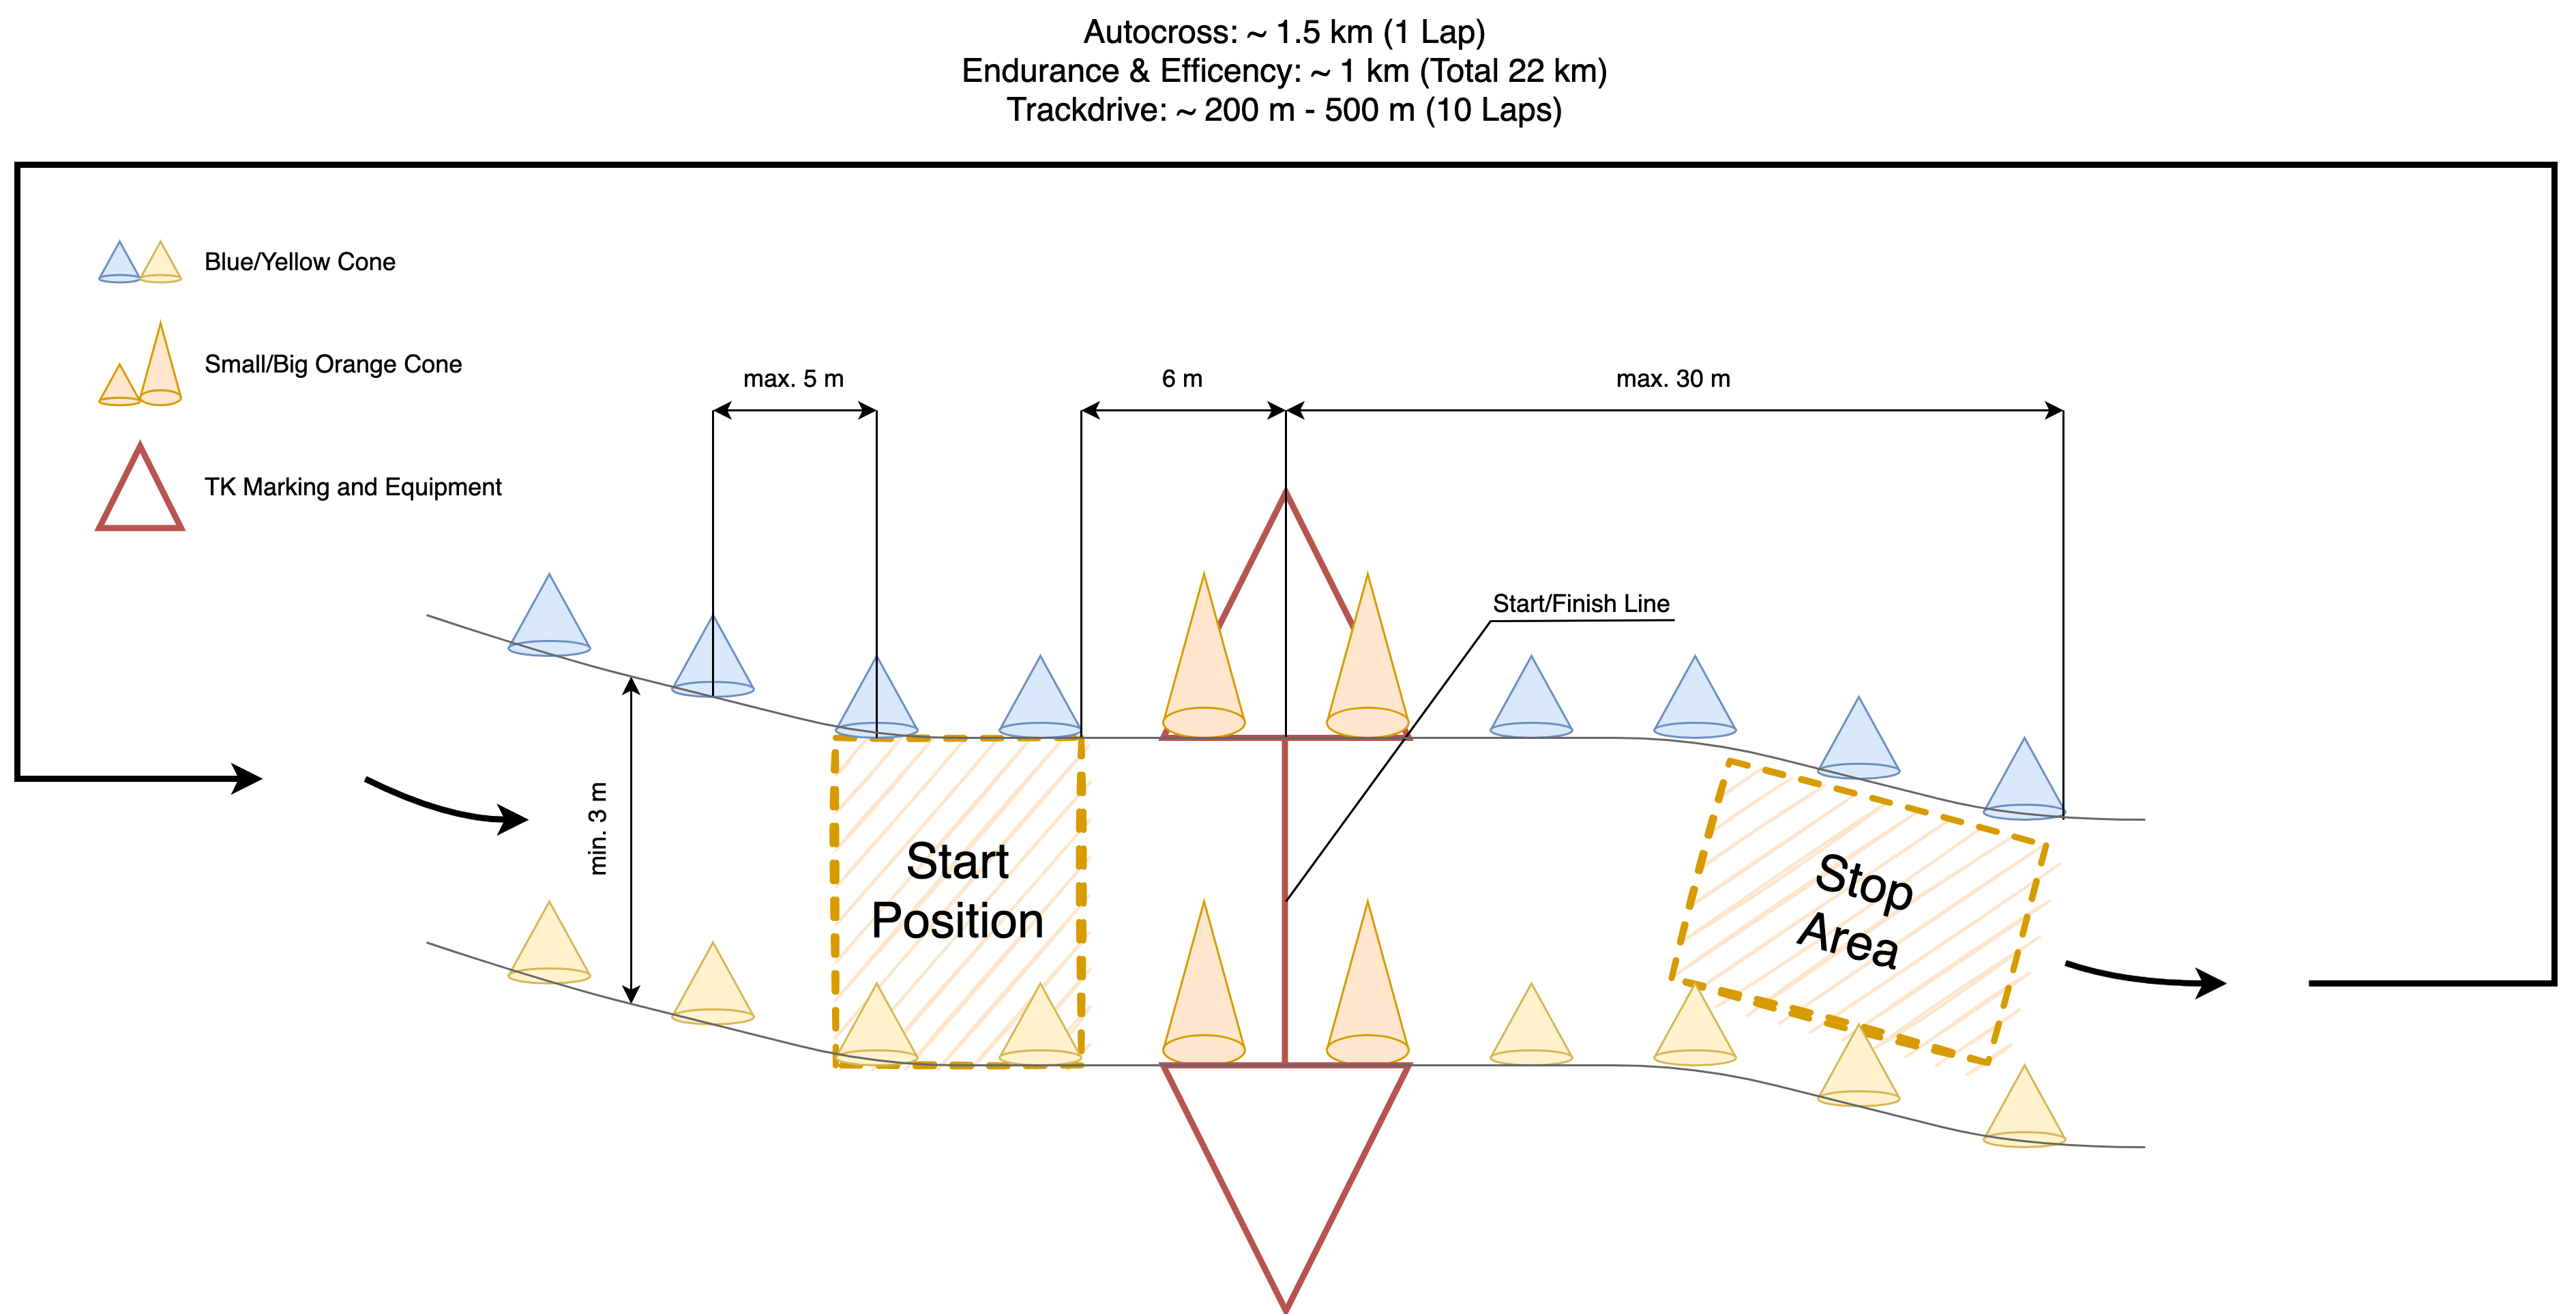 Autocross: ~ 1.5 km (1 Lap)
Endurance & Efficency: ~ 1 km (Total 22 km)
Trackdrive: ~ 200 m - 500 m (10 Laps)
Blue/Yellow Cone
Small/Big Orange Cone
TK Marking and Equipment
max. 5 m
6 m
max. 30 m
Start/Finish Line
min. 3 m
Start
Position
Stop
Area